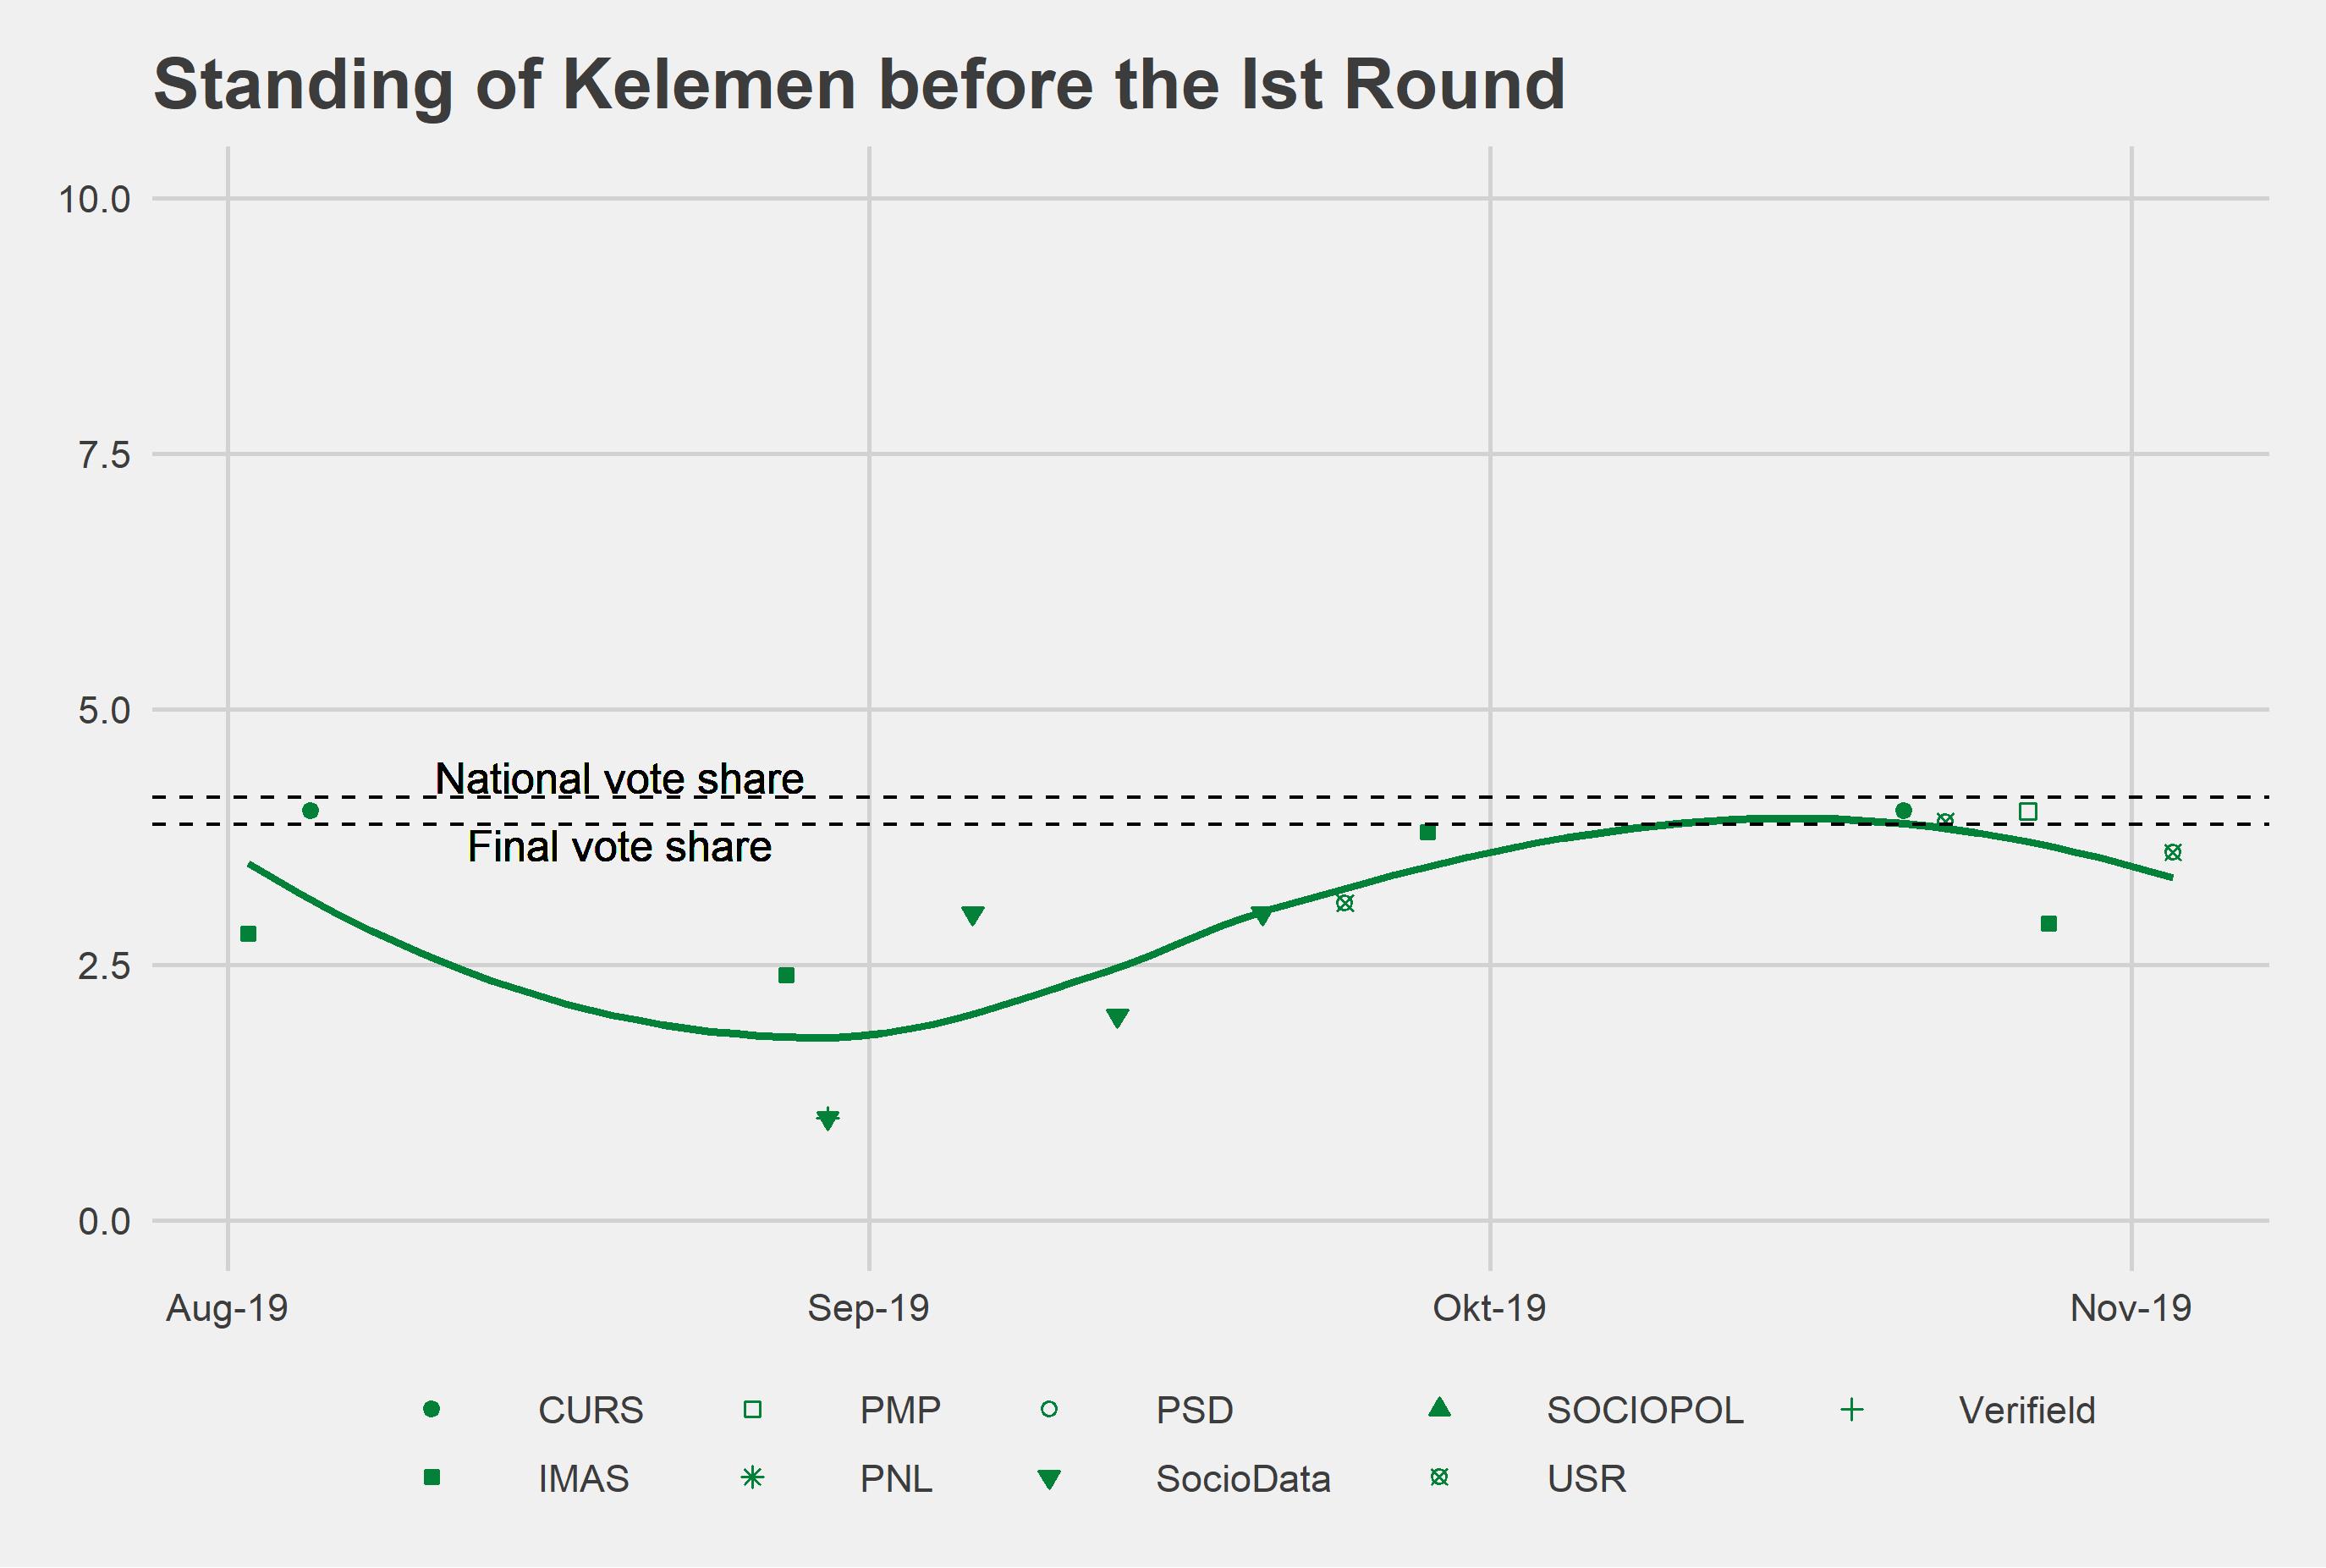 Standing of Kelemen before the Ist Round
10.0
7.5
5.0
National vote share
Final vote share
2.5
0.0
Aug-19 Sep-19 Okt-19 Nov-19
CURS PMP PSD SOCIOPOL Verifield
IMAS PNL SocioData USR